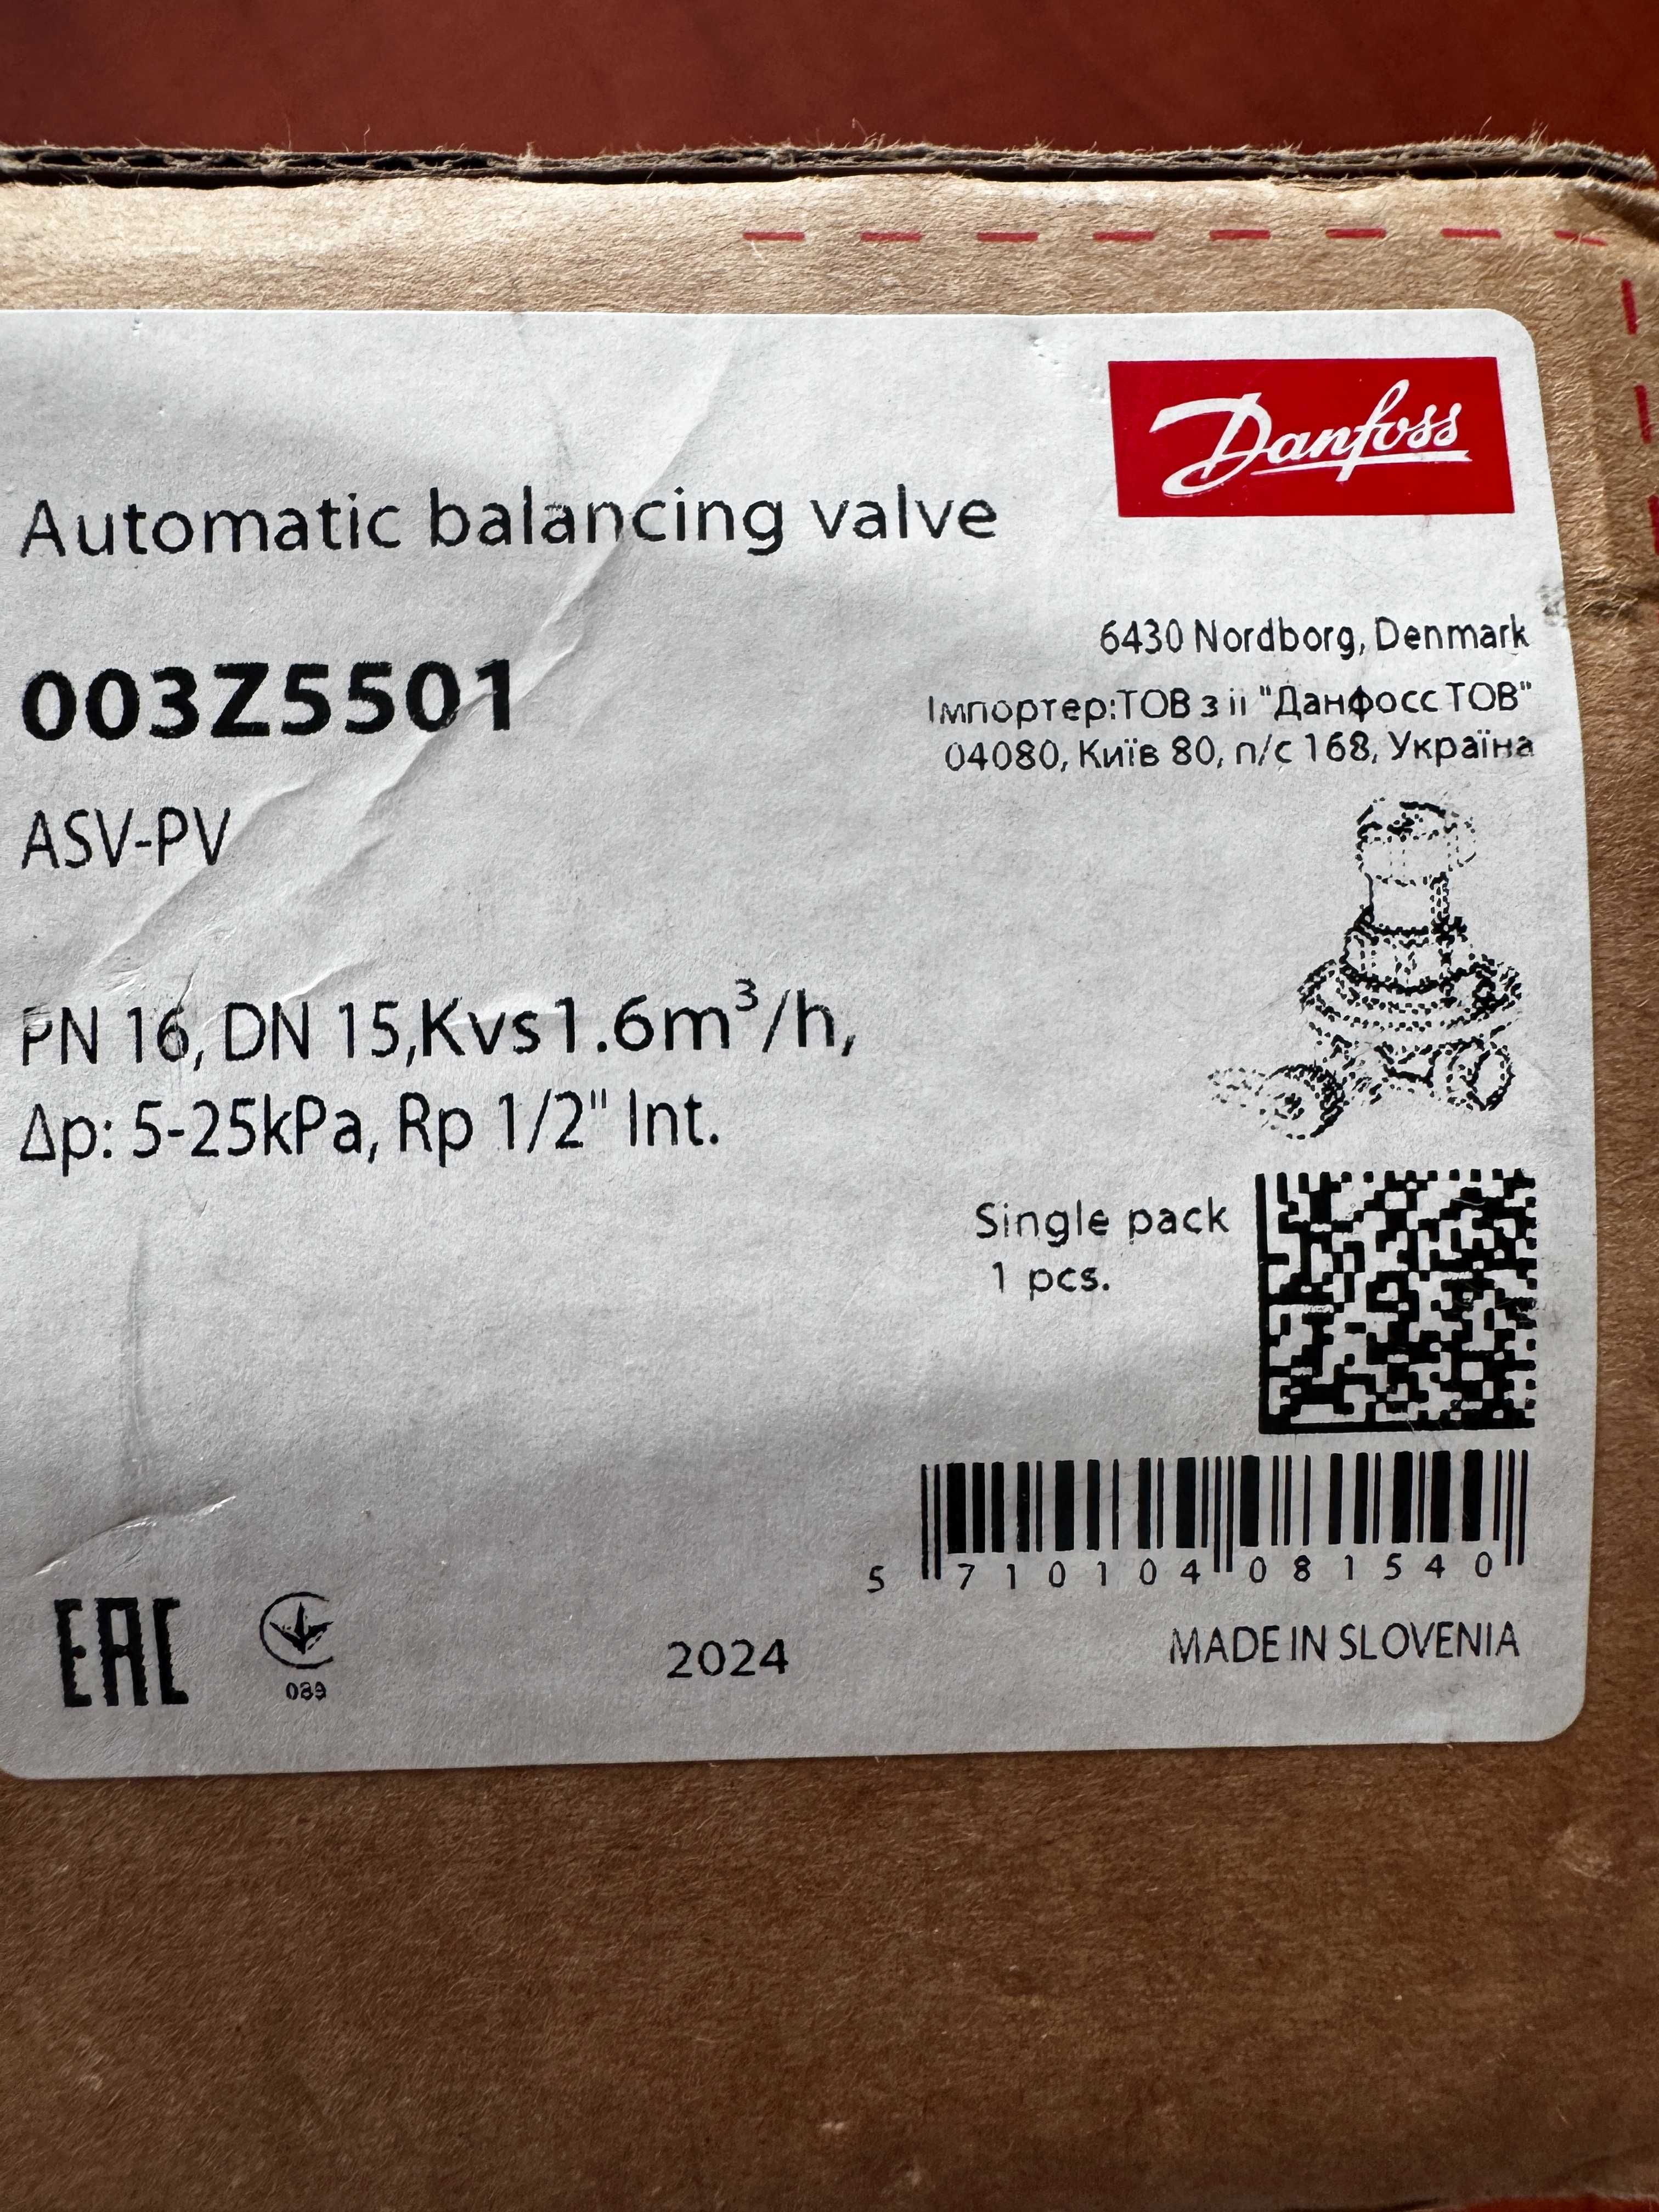 Danfoss
Automatic balancing valve
6430 Nordborg, Denmark
003Z5501
Імпортер:ТОВ з іі "Данфосс ТОВ"
04080, Київ 80, п/с 168, Україна
ASV-PV
PN 16, DN 15,Kvs1.6m³/h,
Δp: 5-25kPa, Rp 1/2" Int.
Single pack
1 pcs.
5 710104 081540
EAC
089
2024
MADE IN SLOVENIA